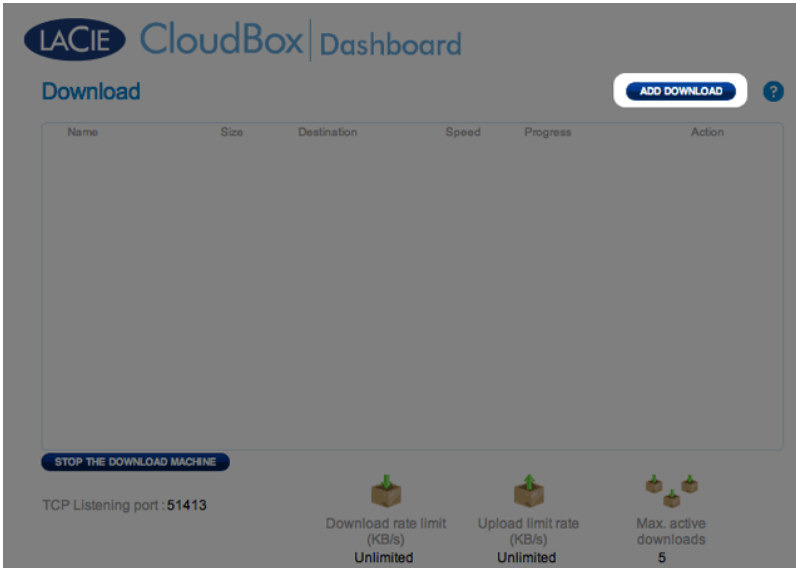 LACIE CloudBox Dashboard
Download
ADD DOWNLOAD
?
Name Size Destination Speed Progress Action
STOP THE DOWNLOAD MACHINE
TCP Listening port : 51413
Download rate limit
(KB/s)
Unlimited
Upload limit rate
(KB/s)
Unlimited
Max. active
downloads
5